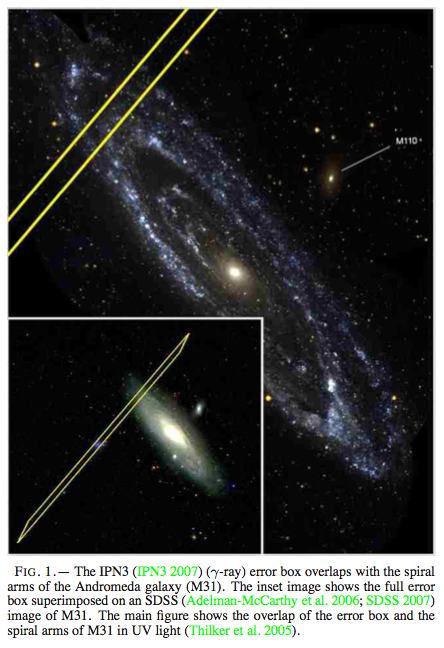 M110
FIG. 1.— The IPN3 (IPN3 2007) (γ-ray) error box overlaps with the spiral
arms of the Andromeda galaxy (M31). The inset image shows the full error
box superimposed on an SDSS (Adelman-McCarthy et al. 2006; SDSS 2007)
image of M31. The main figure shows the overlap of the error box and the
spiral arms of M31 in UV light (Thilker et al. 2005).